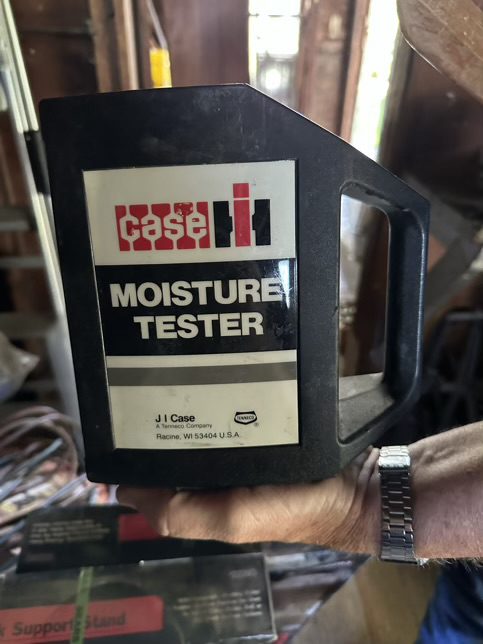 case IH
MOISTURE
TESTER
J I Case
A Tenneco Company
TENNECO
®
Racine, WI 53404 U.S.A.
Support Stand